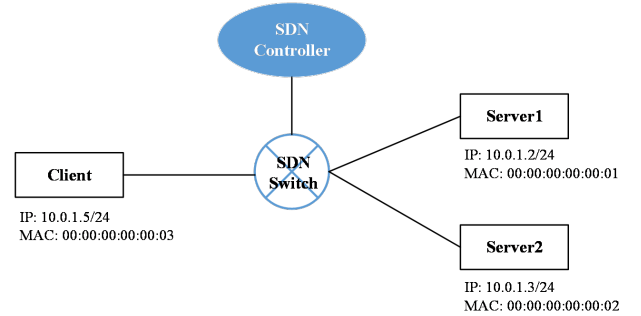 SDN
Controller
Server1
IP: 10.0.1.2/24
MAC: 00:00:00:00:00:01
SDN
Switch
Client
IP: 10.0.1.5/24
MAC: 00:00:00:00:00:03
Server2
IP: 10.0.1.3/24
MAC: 00:00:00:00:00:02